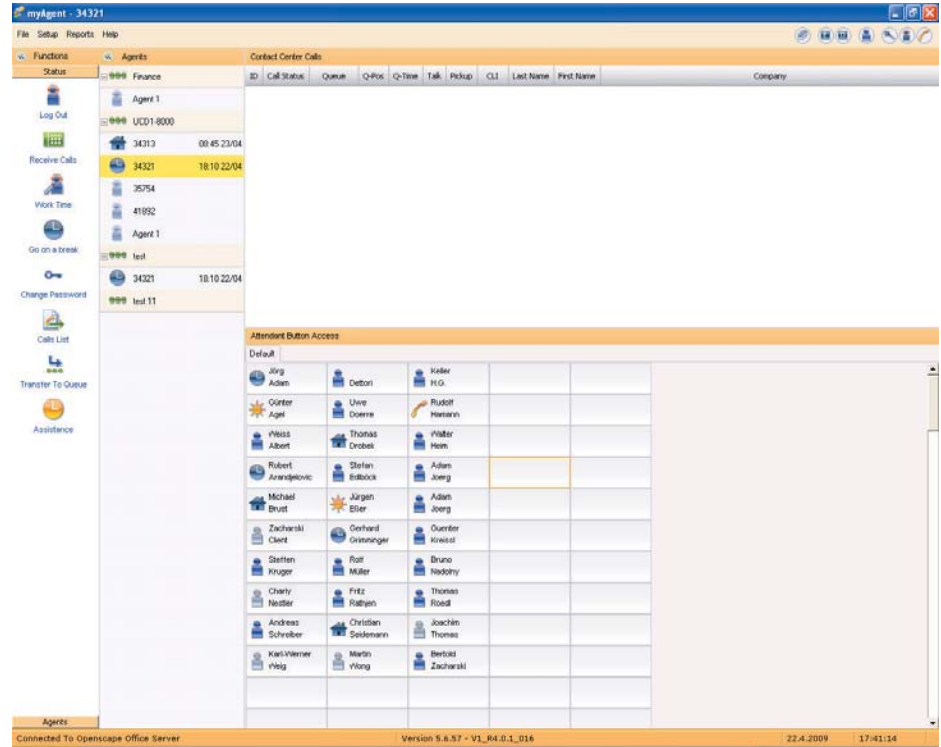 myAgent - 34321
File Setup Reports Help
Functions
Agents
Contact Center Calls
Status
ID Call Status Queue Q-Pos Q-Time Talk Pickup CLI Last Name First Name Company
Log Out
Receive Calls
Work Time
Go on a break
Change Password
Calls List
Transfer To Queue
Assistance
Agents
Finance
Agent 1
UCD1-8000
34313
34321 18:10 22/04
35754
41892
Agent 1
test
34321 18:10 22/04
test 11
Attendant Button Access
Default
Jörg Adam
Dettori
Keller H.G.
Günter Agel
Uwe Doerre
Rudolf Hamann
Weiss Albert
Thomas Drobek
Walter Heim
Robert Arandjelovic
Stefan Edlböck
Adam Joerg
Michael Brust
Jürgen Eßer
Adam Joerg
Zacharski Client
Gerhard Grimminger
Guenter Kreissl
Steffen Kruger
Rolf Müller
Bruno Nadolny
Charly Nestler
Fritz Rathjen
Thomas Roedl
Andreas Schreiber
Christian Seidemann
Joachim Thomas
Karl-Werner Weig
Martin Wong
Bertold Zacharski
Connected To Openscape Office Server
Version 5.6.57 - V1_R4.0.1_016
22.4.2009
17:41:14